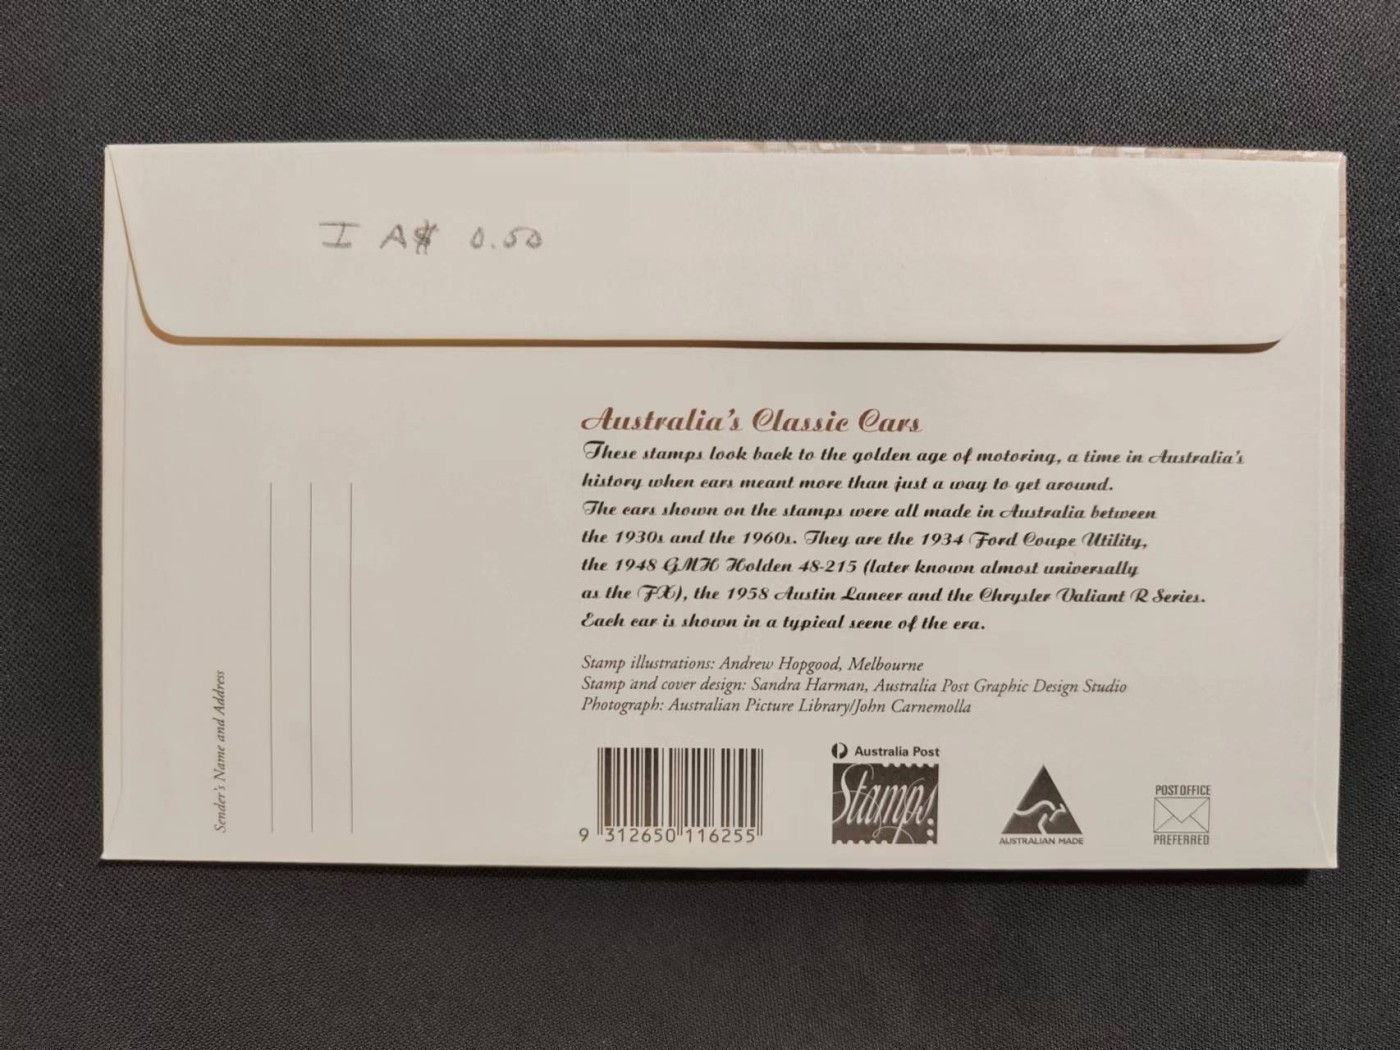 I A$ 0.50
Australia's Classic Cars
These stamps look back to the golden age of motoring, a time in Australia's
history when cars meant more than just a way to get around.
The cars shown on the stamps were all made in Australia between
the 1930s and the 1960s. They are the 1934 Ford Coupe Utility,
the 1948 GMH Holden 48-215 (later known almost universally
as the FX), the 1958 Austin Lancer and the Chrysler Valiant R Series.
Each car is shown in a typical scene of the era.
Stamp illustrations: Andrew Hopgood, Melbourne
Stamp and cover design: Sandra Harman, Australia Post Graphic Design Studio
Photograph: Australian Picture Library/John Carnemolla
Sender's Name and Address
9 312650 116255
Australia Post
Stamps!
AUSTRALIAN MADE
POST OFFICE
PREFERRED